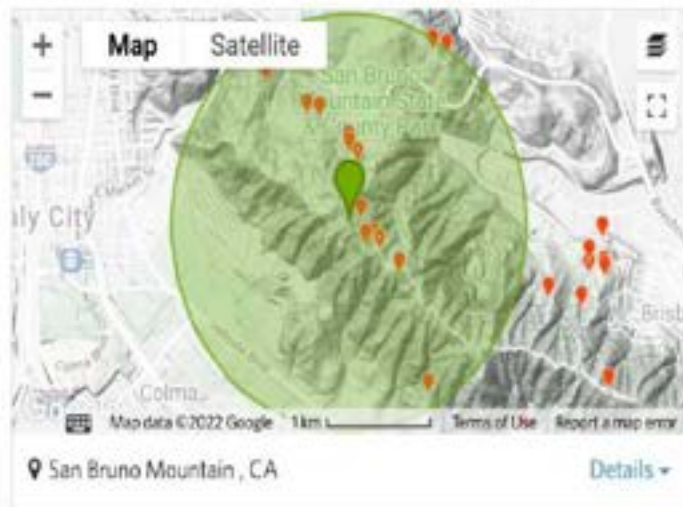 +
Map Satellite
−
San Bruno
Mountain State
aly City
Colma
Brisb
Map data ©2022 Google 1 km Terms of Use Report a map error
San Bruno Mountain , CA Details